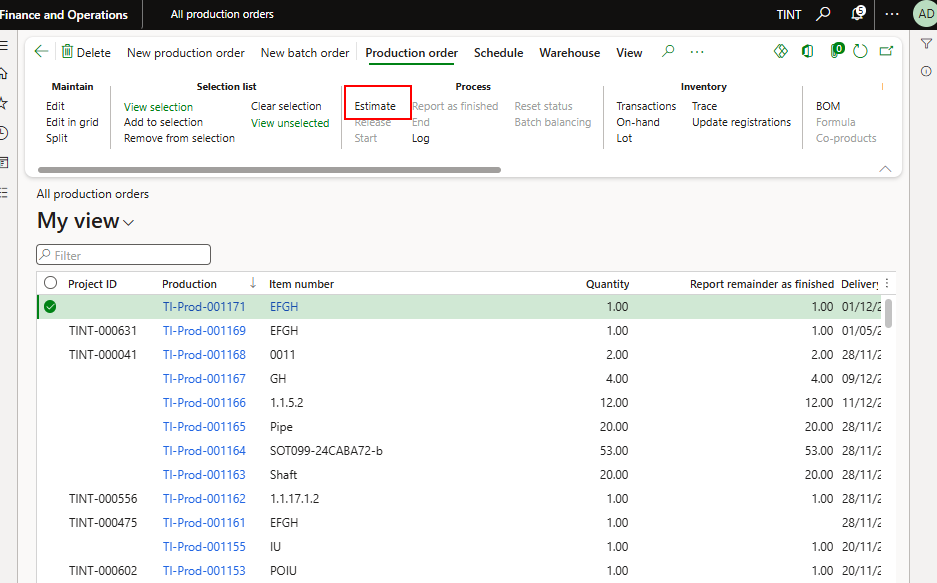 Finance and Operations All production orders TINT 5 AD
Delete New production order New batch order Production order Schedule Warehouse View 0
Maintain Selection list Process Inventory
Edit View selection Clear selection Estimate Report as finished Reset status Transactions Trace BOM
Edit in grid Add to selection View unselected Release End Batch balancing On-hand Update registrations Formula
Split Remove from selection Start Log Lot Co-products
All production orders
My view
Filter
Project ID Production Item number Quantity Report remainder as finished Delivery
TI-Prod-001171 EFGH 1.00 1.00 01/12/2
TINT-000631 TI-Prod-001169 EFGH 1.00 1.00 01/05/2
TINT-000041 TI-Prod-001168 0011 2.00 2.00 28/11/2
TI-Prod-001167 GH 4.00 4.00 09/12/2
TI-Prod-001166 1.1.5.2 12.00 12.00 11/12/2
TI-Prod-001165 Pipe 20.00 20.00 28/11/2
TI-Prod-001164 SOT099-24CABA72-b 53.00 53.00 28/11/2
TI-Prod-001163 Shaft 20.00 20.00 28/11/2
TINT-000556 TI-Prod-001162 1.1.17.1.2 1.00 1.00 28/11/2
TINT-000475 TI-Prod-001161 EFGH 1.00 28/11/2
TI-Prod-001155 IU 1.00 1.00 20/11/2
TINT-000602 TI-Prod-001153 POIU 1.00 1.00 20/11/2